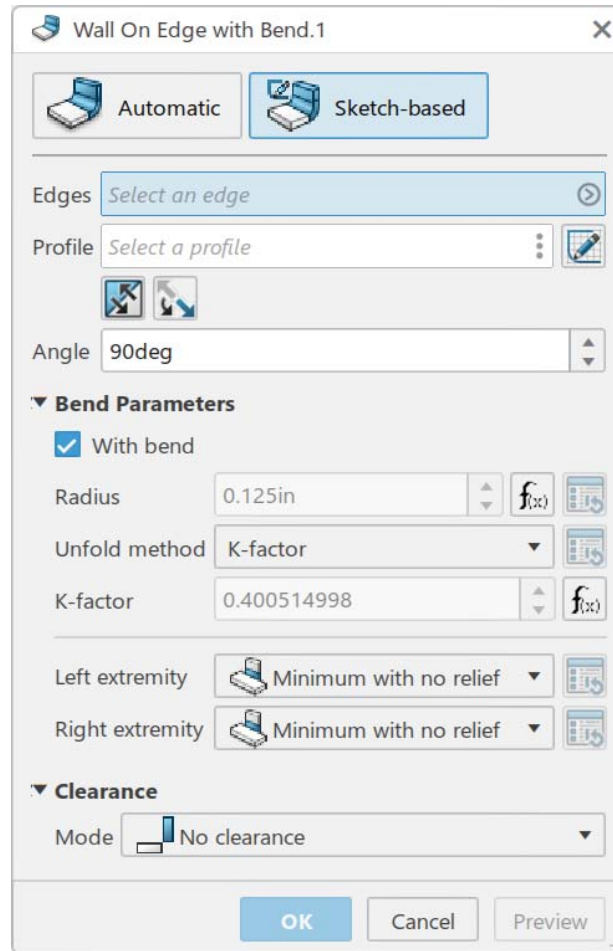 Wall On Edge with Bend.1
Automatic
Sketch-based
Edges Select an edge
Profile Select a profile
Angle 90deg
Bend Parameters
With bend
Radius 0.125in f(x)
Unfold method K-factor
K-factor 0.400514998 f(x)
Left extremity Minimum with no relief
Right extremity Minimum with no relief
Clearance
Mode No clearance
OK Cancel Preview